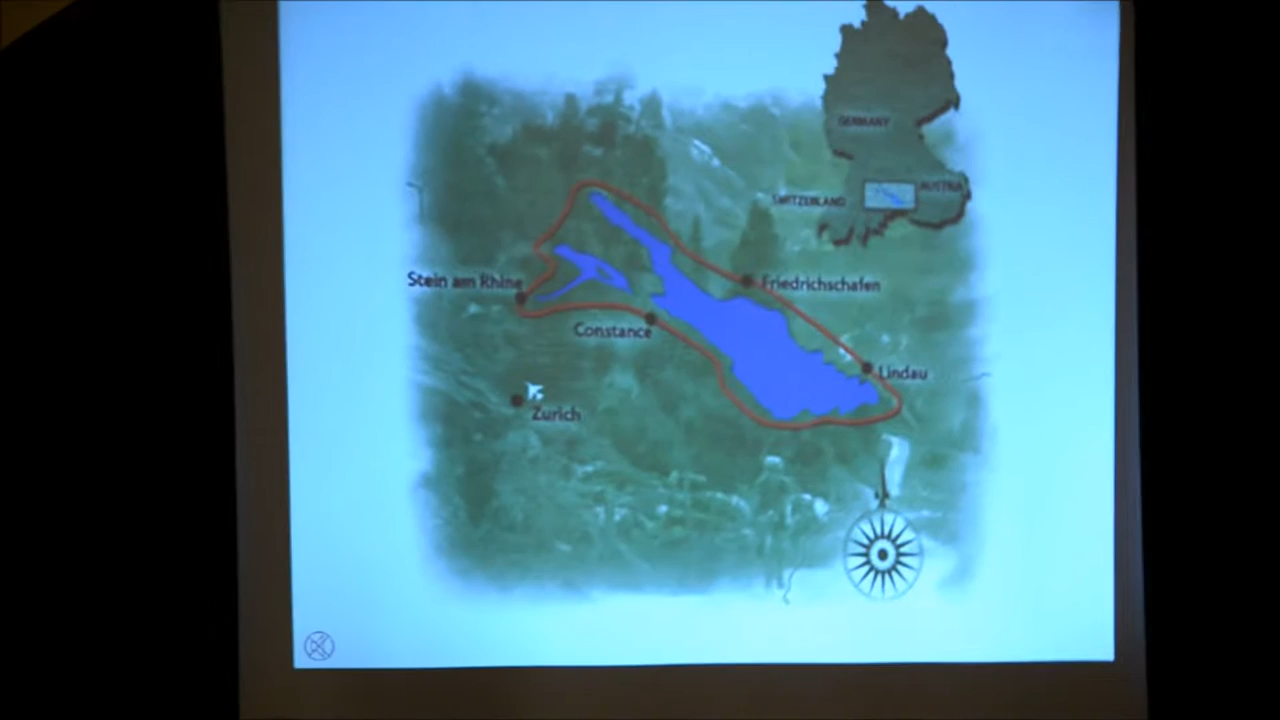 GERMANY
AUSTRIA
SWITZERLAND
Stein am Rhine
Friedrichschafen
Constance
Lindau
Zurich